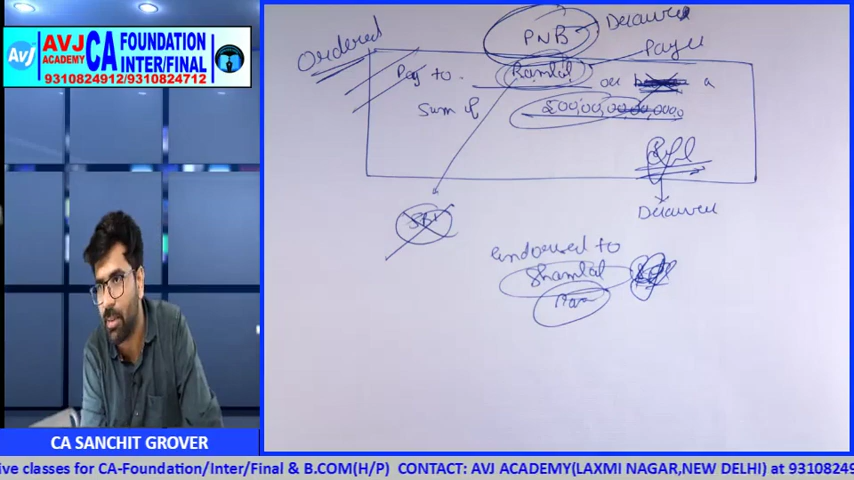 AVJ
AVJ
ACADEMY
CA
FOUNDATION
INTER/FINAL
9310824912/9310824712
Ordered
PNB
Drawee
Payee
Pay to. Ramlal or a
Sum of
Drawer
endorsed to
Shamlal
Ram
CA SANCHIT GROVER
ive classes for CA-Foundation/Inter/Final & B.COM(H/P) CONTACT: AVJ ACADEMY(LAXMI NAGAR,NEW DELHI) at 9310824